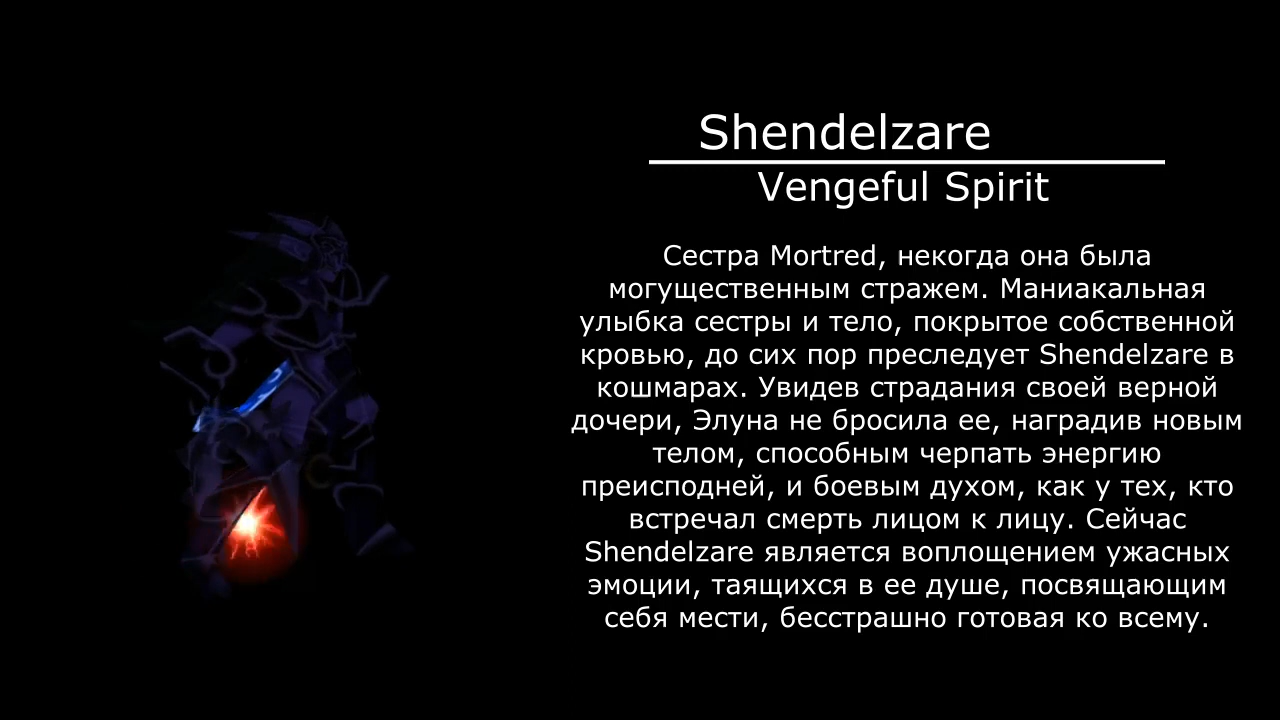 Shendelzare
Vengeful Spirit
Сестра Mortred, некогда она была
могущественным стражем. Маниакальная
улыбка сестры и тело, покрытое собственной
кровью, до сих пор преследует Shendelzare в
кошмарах. Увидев страдания своей верной
дочери, Элуна не бросила ее, наградив новым
телом, способным черпать энергию
преисподней, и боевым духом, как у тех, кто
встречал смерть лицом к лицу. Сейчас
Shendelzare является воплощением ужасных
эмоции, таящихся в ее душе, посвящающим
себя мести, бесстрашно готовая ко всему.